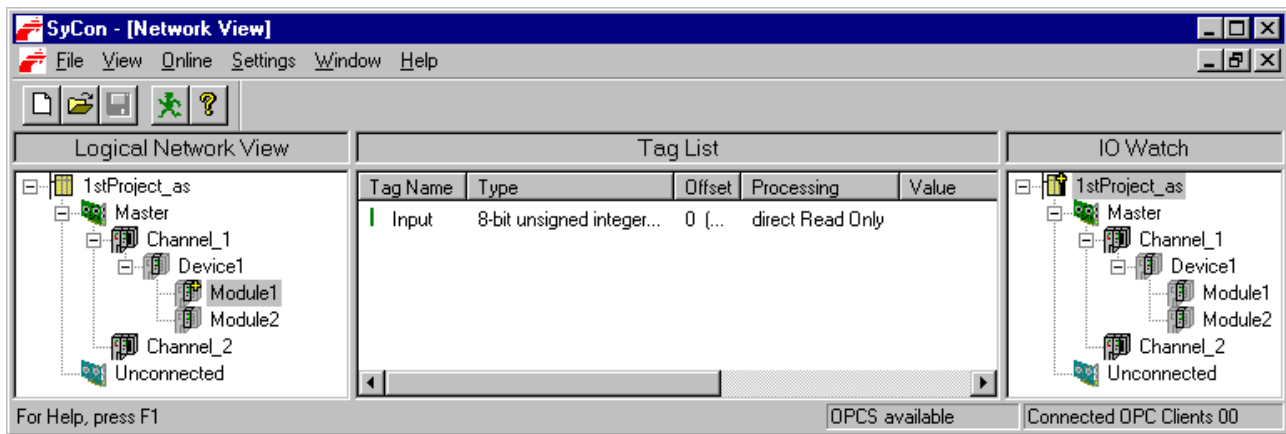 SyCon - [Network View]
File View Online Settings Window Help
Logical Network View
Tag List
IO Watch
1stProject_as
Master
Channel_1
Device1
Module1
Module2
Channel_2
Unconnected
Tag Name Type Offset Processing Value
Input 8-bit unsigned integer... 0 (... direct Read Only
1stProject_as
Master
Channel_1
Device1
Module1
Module2
Channel_2
Unconnected
For Help, press F1
OPCS available
Connected OPC Clients 00